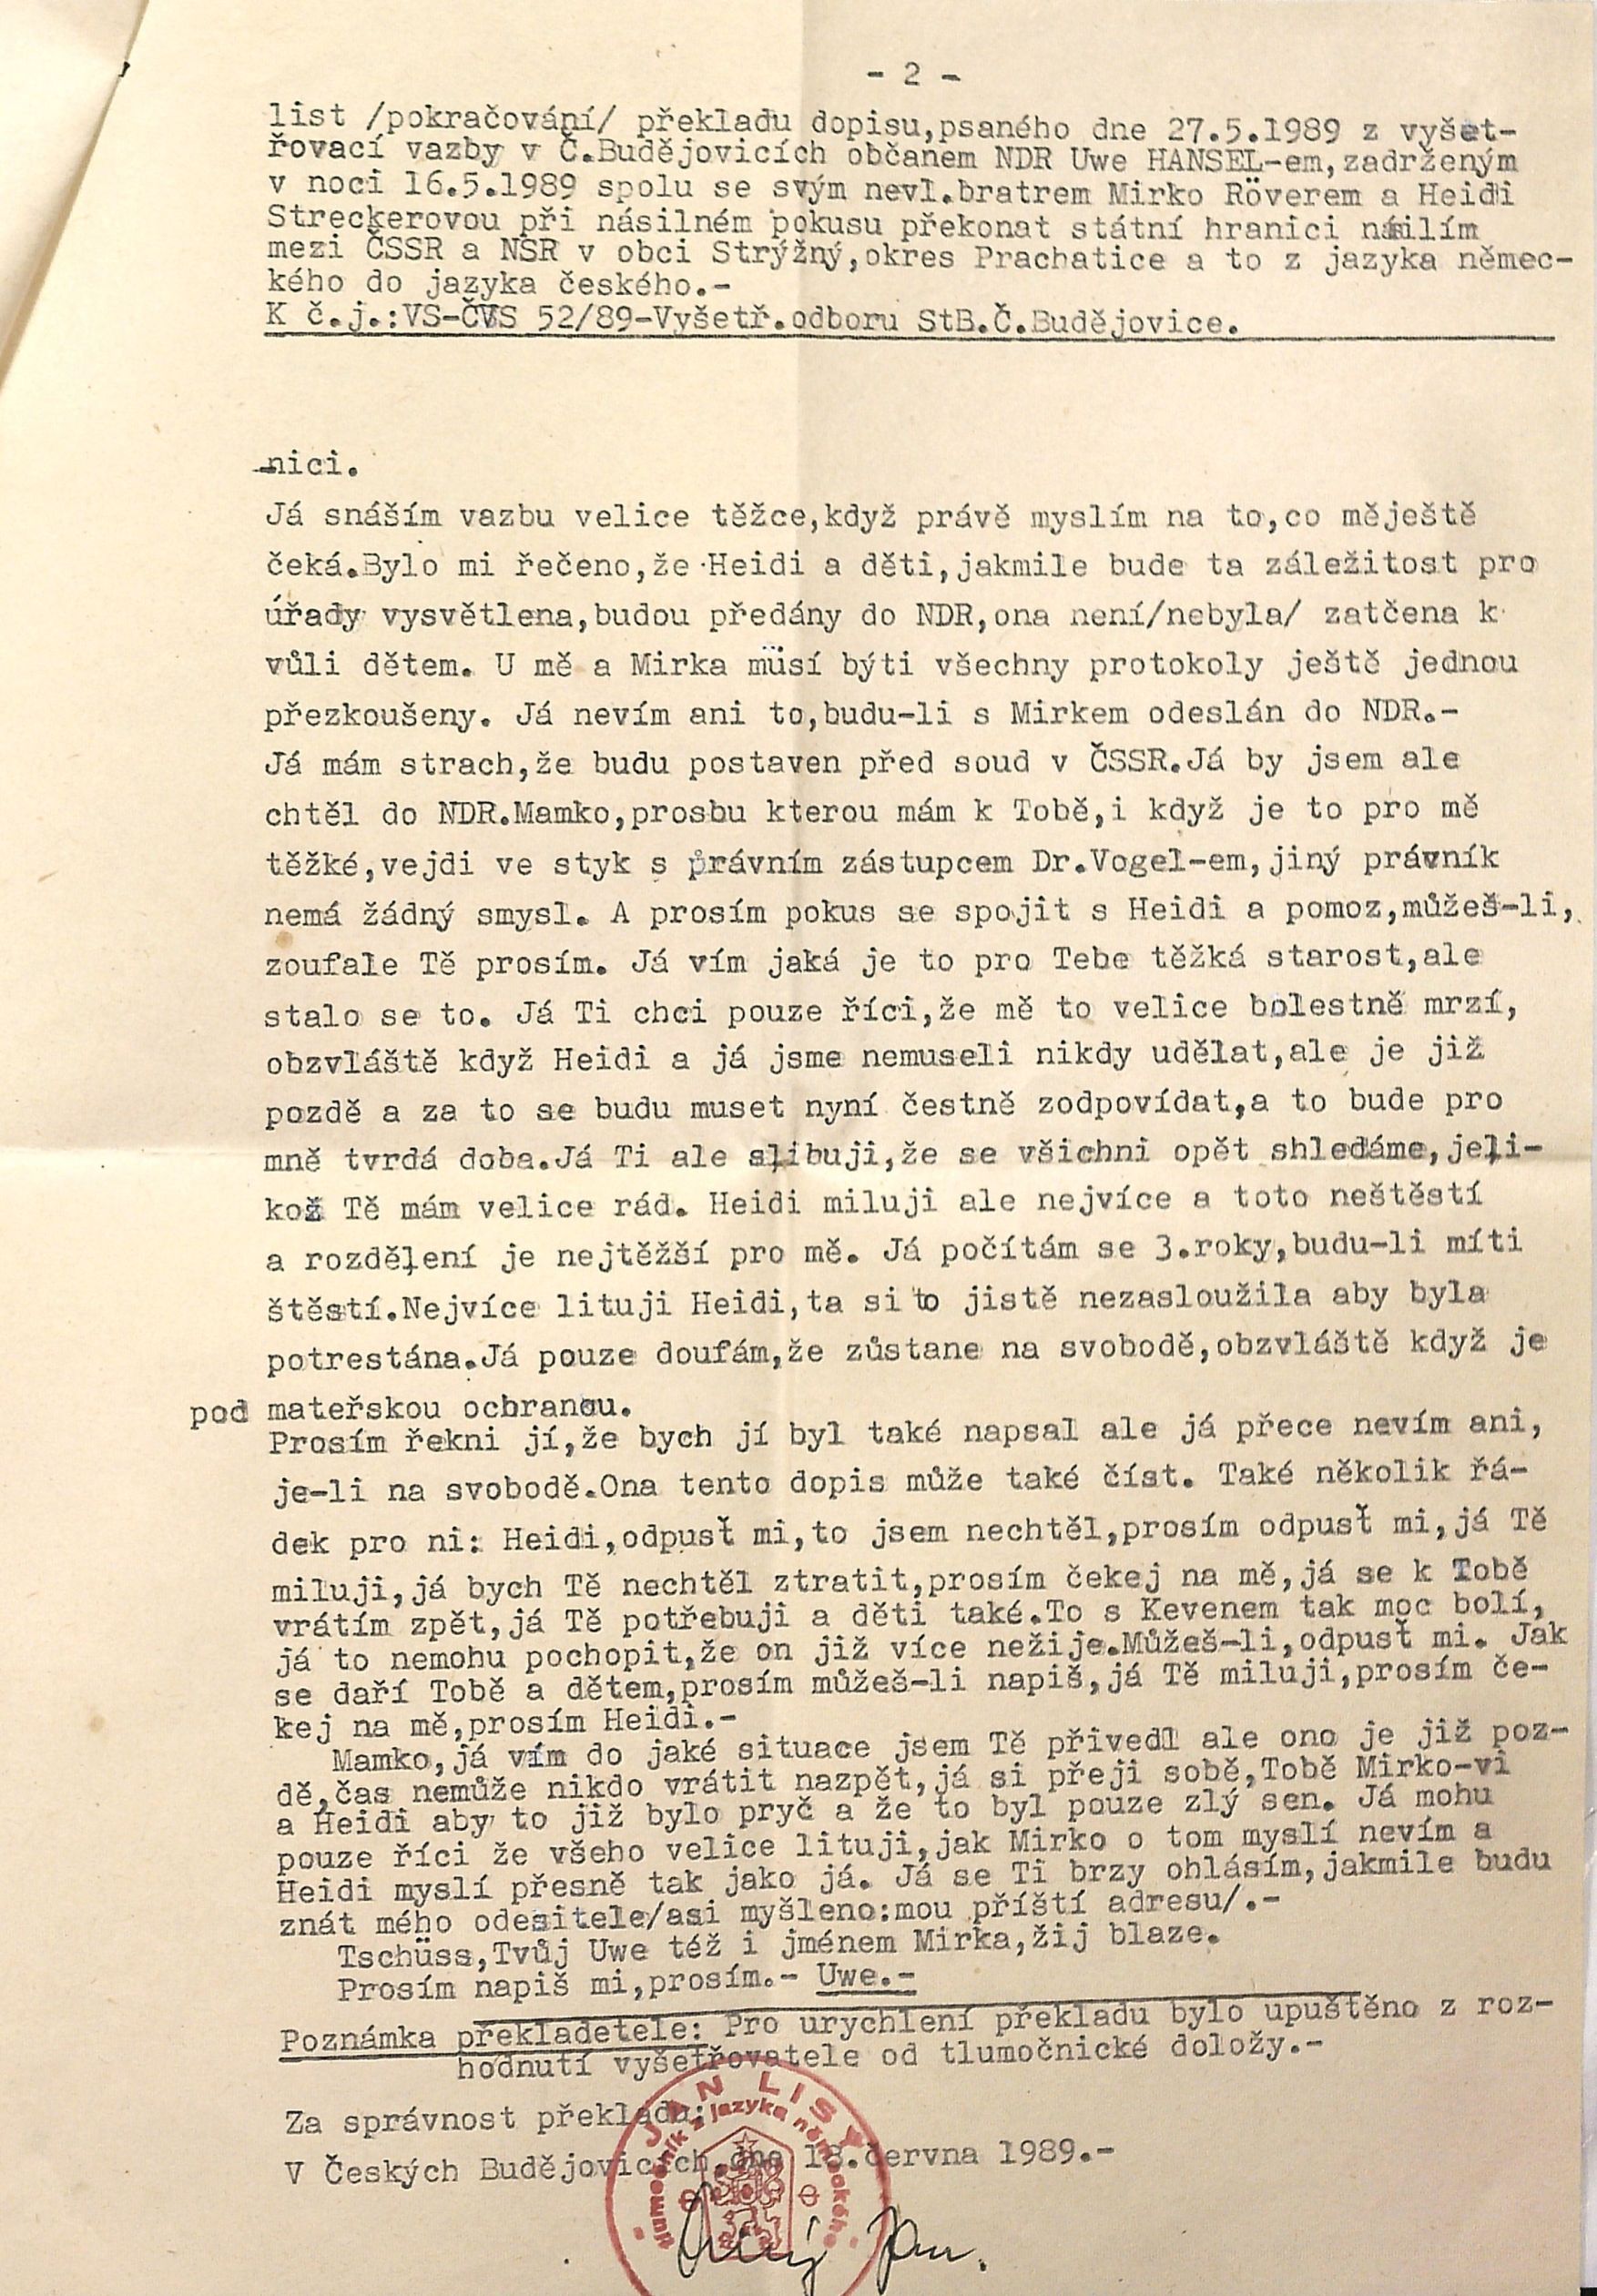 - 2 -
list /pokračování/ překladu dopisu,psaného dne 27.5.1989 z vyšet-
řovací vazby v Č.Budějovicích občanem NDR Uwe HANSEL-em,zadrženým
v noci 16.5.1989 spolu se svým nevl.bratrem Mirko Röverem a Heidi
Streckerovou při násilném pokusu překonat státní hranici násilím
mezi ČSSR a NSR v obci Strýžný,okres Prachatice a to z jazyka němec-
kého do jazyka českého.-
K č.j.:VS-ČVS 52/89-Vyšetř.odboru StB.Č.Budějovice.
-nici.
Já snáším vazbu velice těžce,když právě myslím na to,co měještě
čeká.Bylo mi řečeno,že Heidi a děti,jakmile bude ta záležitost pro
úřady vysvětlena,budou předány do NDR,ona není/nebyla/ zatčena k
vůli dětem. U mě a Mirka müsí býti všechny protokoly ještě jednou
přezkoušeny. Já nevím ani to,budu-li s Mirkem odeslán do NDR.-
Já mám strach,že budu postaven před soud v ČSSR.Já by jsem ale
chtěl do NDR.Mamko,prosbu kterou mám k Tobě,i když je to pro mě
těžké,vejdi ve styk s právním zástupcem Dr.Vogel-em,jiný právník
nemá žádný smysl. A prosím pokus se spojit s Heidi a pomoz,můžeš-li,
zoufale Tě prosím. Já vím jaká je to pro Tebe těžká starost,ale
stalo se to. Já Ti chci pouze říci,že mě to velice bolestně mrzí,
obzvláště když Heidi a já jsme nemuseli nikdy udělat,ale je již
pozdě a za to se budu muset nyní čestně zodpovídat,a to bude pro
mně tvrdá doba.Já Ti ale slibuji,že se všichni opět shledáme,jeli-
kož Tě mám velice rád. Heidi miluji ale nejvíce a toto neštěstí
a rozdělení je nejtěžší pro mě. Já počítám se 3.roky,budu-li míti
štěstí.Nejvíce lituji Heidi,ta si to jistě nezasloužila aby byla
potrestána.Já pouze doufám,že zůstane na svobodě,obzvláště když je
pod mateřskou ochranou.
Prosím řekni jí,že bych jí byl také napsal ale já přece nevím ani,
je-li na svobodě.Ona tento dopis může také číst. Také několik řá-
dek pro ni: Heidi,odpusť mi,to jsem nechtěl,prosím odpusť mi,já Tě
miluji,já bych Tě nechtěl ztratit,prosím čekej na mě,já se k Tobě
vrátím zpět,já Tě potřebuji a děti také.To s Kevenem tak moc bolí,
já to nemohu pochopit,že on již více nežije.Můžeš-li,odpusť mi. Jak
se daří Tobě a dětem,prosím můžeš-li napiš,já Tě miluji,prosím če-
kej na mě,prosím Heidi.-
Mamko,já vím do jaké situace jsem Tě přivedl ale ono je již poz-
dě,čas nemůže nikdo vrátit nazpět,já si přeji sobě,Tobě Mirko-vi
a Heidi aby to již bylo pryč a že to byl pouze zlý sen. Já mohu
pouze říci že všeho velice lituji,jak Mirko o tom myslí nevím a
Heidi myslí přesně tak jako já. Já se Ti brzy ohlásím,jakmile budu
znát mého odesitele/asi myšleno:mou příští adresu/.-
Tschüss,Tvůj Uwe též i jménem Mirka,žij blaze.
Prosím napiš mi,prosím.- Uwe.-
Poznámka překladetele: Pro urychlení překladu bylo upuštěno z roz-
hodnutí vyšetřovatele od tlumočnické doložy.-
Za správnost překladu:
V Českých Budějovicích,dne 18.června 1989.-
JAN LISÝ
tlumočník z jazyka německého